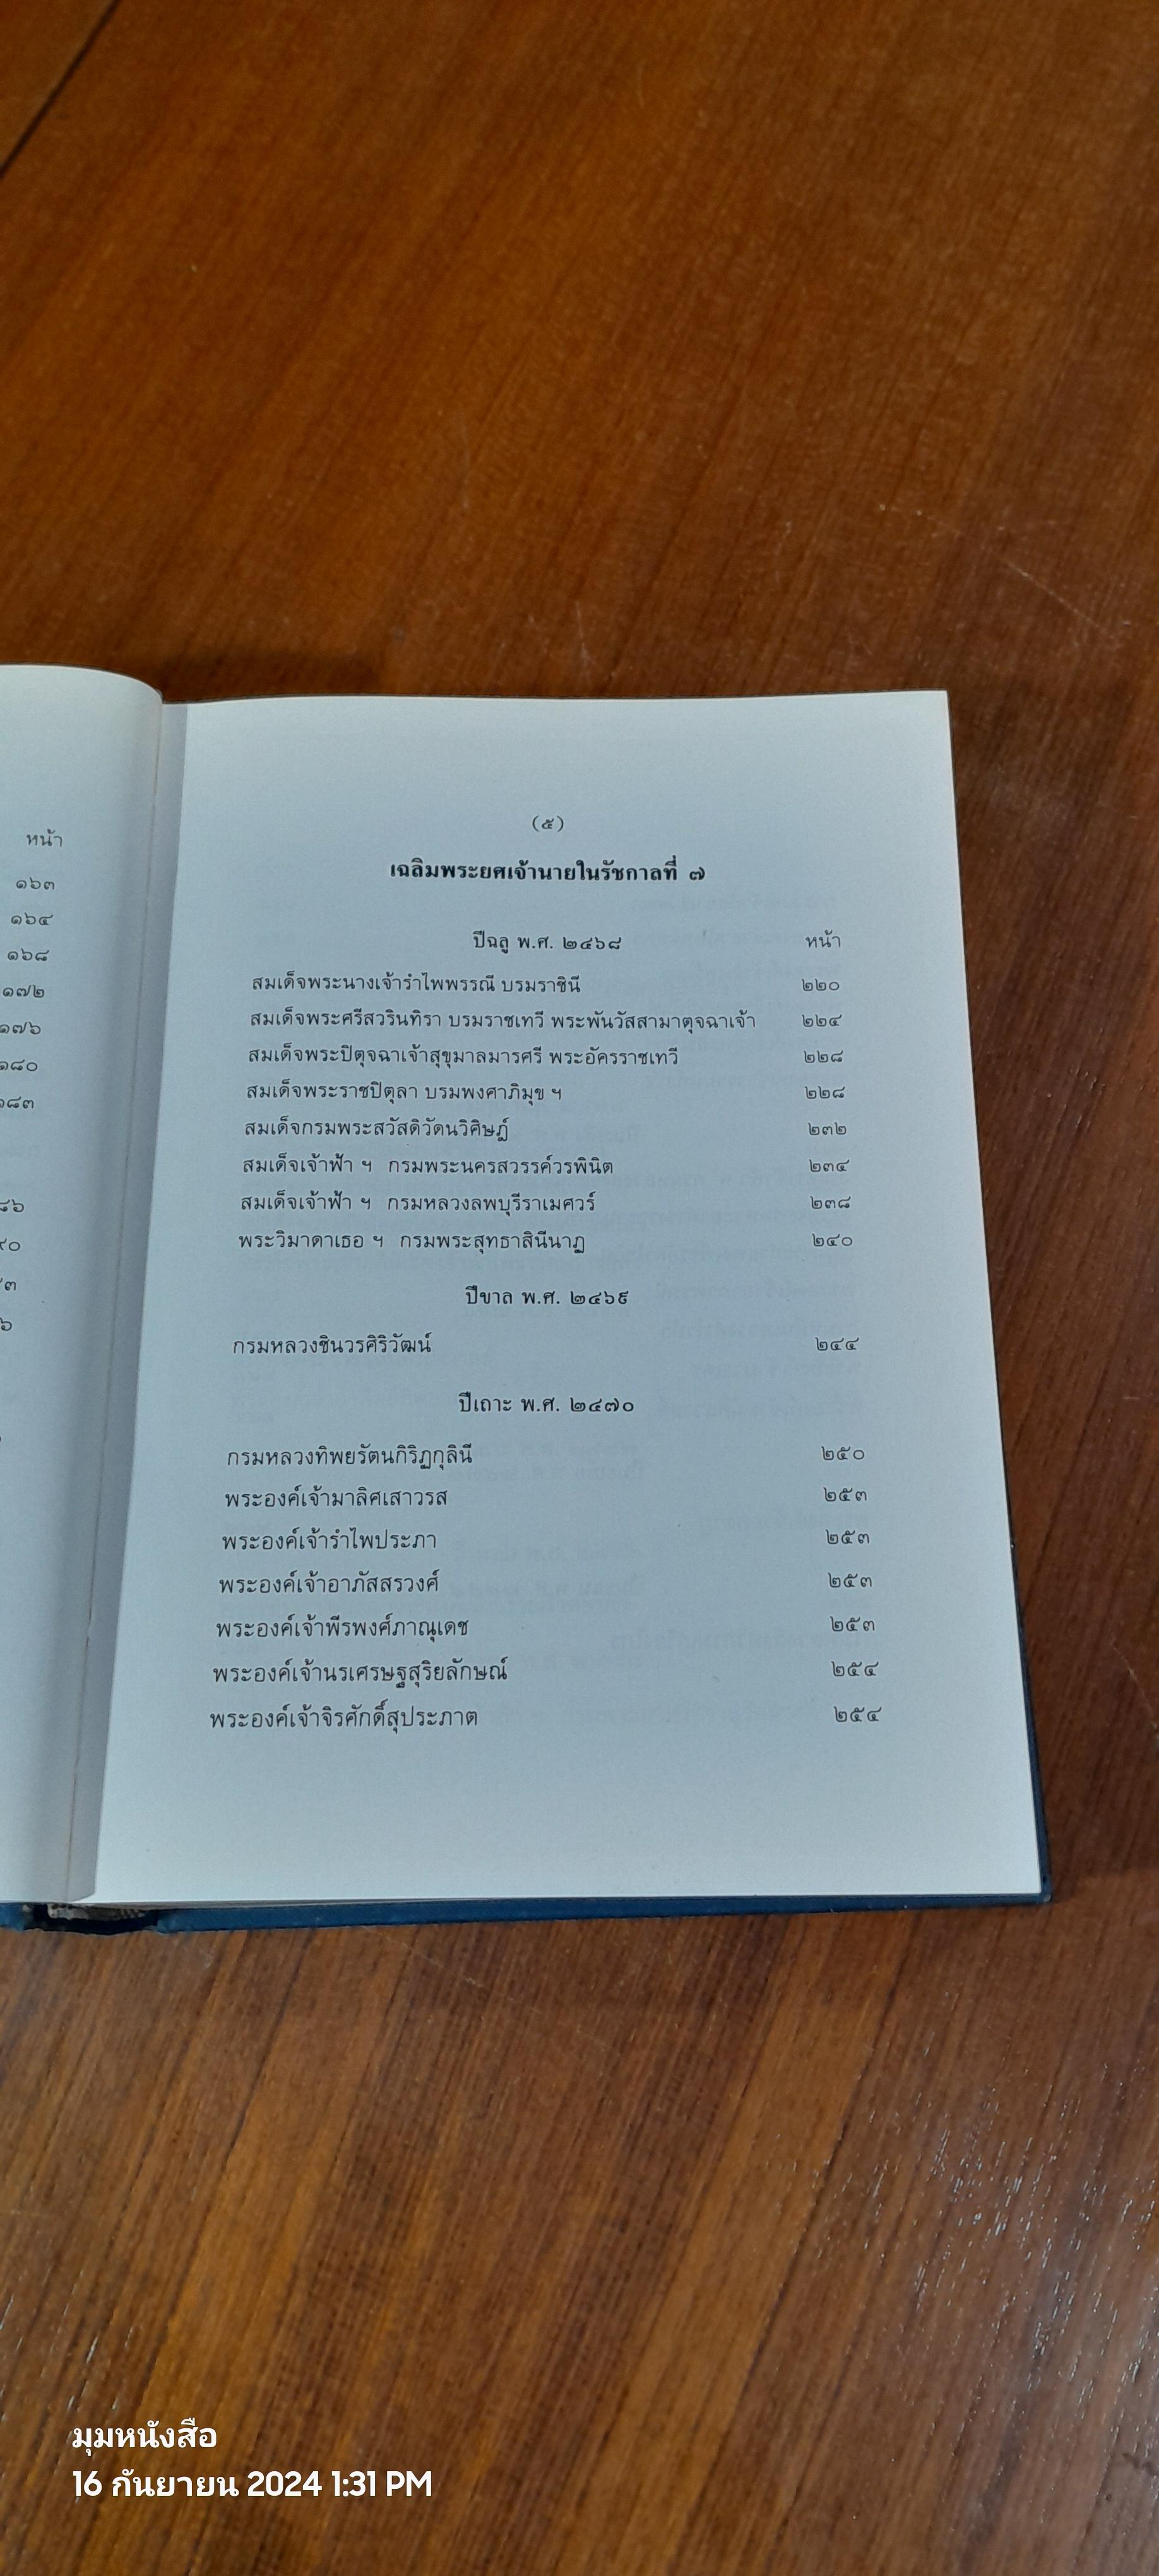 หน้า
๑๖๓
๑๖๔
๑๖๘
๑๗๒
๑๗๖
๑๘๐
๑๘๓
(๕)
เฉลิมพระยศเจ้านายในรัชกาลที่ ๗
ปีฉลู พ.ศ. ๒๔๖๘ หน้า
สมเด็จพระนางเจ้ารำไพพรรณี บรมราชินี ๒๒๐
สมเด็จพระศรีสวรินทิรา บรมราชเทวี พระพันวัสสามาตุจฉาเจ้า ๒๒๔
สมเด็จพระปิตุจฉาเจ้าสุขุมาลมารศรี พระอัครราชเทวี ๒๒๘
สมเด็จพระราชปิตุลา บรมพงศาภิมุข ฯ ๒๒๘
สมเด็จกรมพระสวัสดิวัดนวิศิษฎ์ ๒๓๒
สมเด็จเจ้าฟ้า ฯ กรมพระนครสวรรค์วรพินิต ๒๓๔
สมเด็จเจ้าฟ้า ฯ กรมหลวงลพบุรีราเมศวร์ ๒๓๘
พระวิมาดาเธอ ฯ กรมพระสุทธาสินีนาฏ ๒๔๐
ปีขาล พ.ศ. ๒๔๖๙
กรมหลวงชินวรศิริวัฒน์ ๒๔๔
ปีเถาะ พ.ศ. ๒๔๗๐
กรมหลวงทิพยรัตนกิริฏกุลินี ๒๕๐
พระองค์เจ้ามาลิศเสาวรส ๒๕๓
พระองค์เจ้ารำไพประภา ๒๕๓
พระองค์เจ้าอาภัสสรวงศ์ ๒๕๓
พระองค์เจ้าพีรพงศ์ภาณุเดช ๒๕๓
พระองค์เจ้านรเศรษฐสุริยลักษณ์ ๒๕๔
พระองค์เจ้าจิรศักดิ์สุประภาต ๒๕๔
มุมหนังสือ
16 กันยายน 2024 1:31 PM